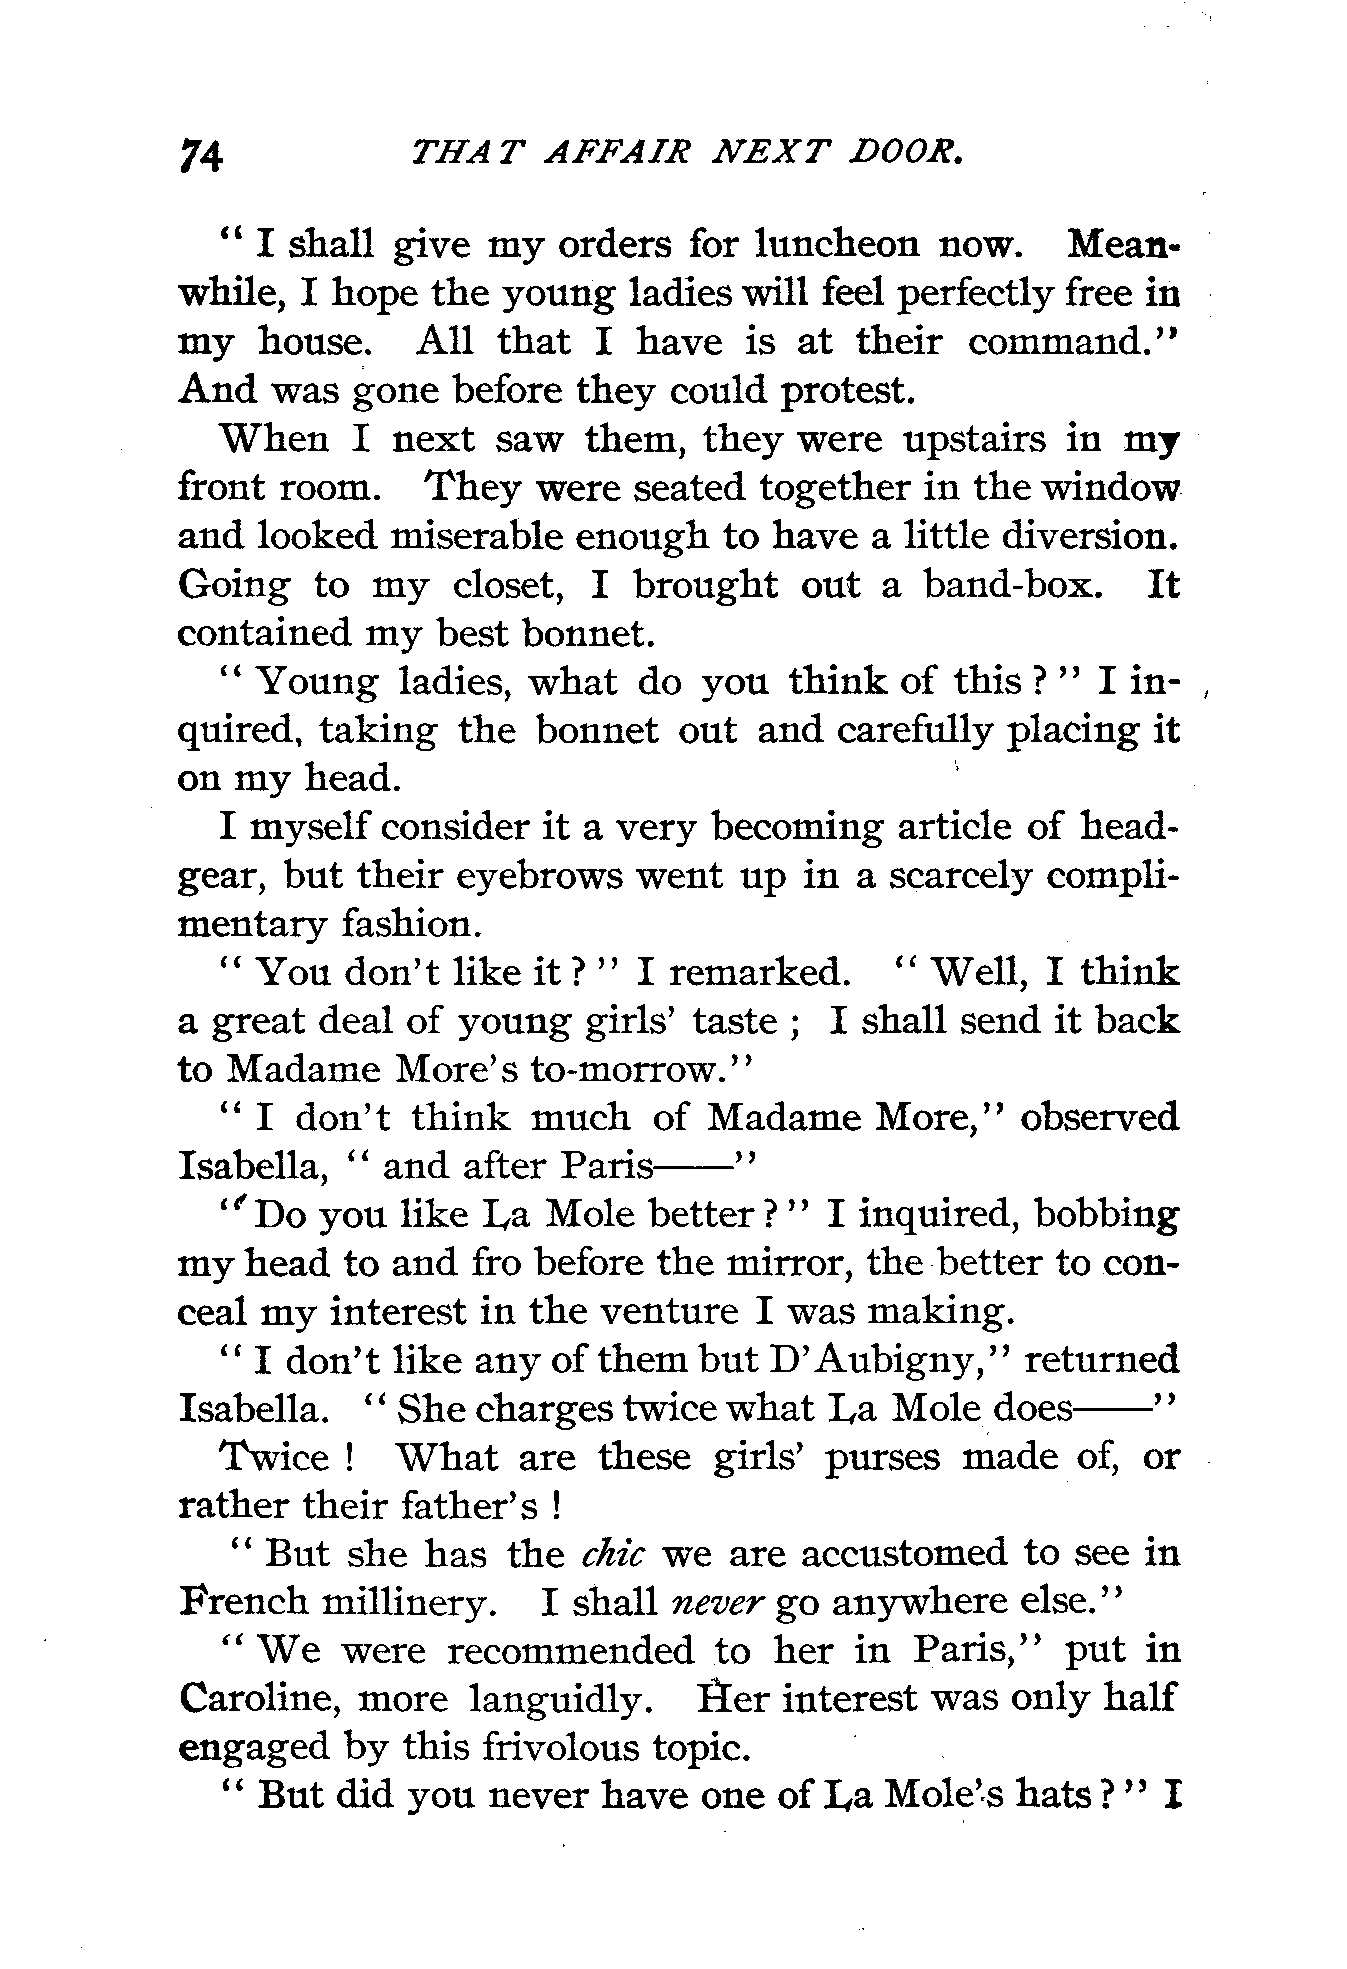 74 THAT AFFAIR NEXT DOOR.
“ I shall give my orders for luncheon now. Mean-
while, I hope the young ladies will feel perfectly free in
my house. All that I have is at their command.”
And was gone before they could protest.
When I next saw them, they were upstairs in my
front room. They were seated together in the window
and looked miserable enough to have a little diversion.
Going to my closet, I brought out a band-box. It
contained my best bonnet.
“ Young ladies, what do you think of this ? ” I in-
quired, taking the bonnet out and carefully placing it
on my head.
I myself consider it a very becoming article of head-
gear, but their eyebrows went up in a scarcely compli-
mentary fashion.
“ You don’t like it ? ” I remarked. “ Well, I think
a great deal of young girls’ taste ; I shall send it back
to Madame More’s to-morrow.”
“ I don’t think much of Madame More,” observed
Isabella, “ and after Paris——”
“ Do you like La Mole better ? ” I inquired, bobbing
my head to and fro before the mirror, the better to con-
ceal my interest in the venture I was making.
“ I don’t like any of them but D’Aubigny,” returned
Isabella. “ She charges twice what La Mole does——”
Twice ! What are these girls’ purses made of, or
rather their father’s !
“ But she has the chic we are accustomed to see in
French millinery. I shall never go anywhere else.”
“ We were recommended to her in Paris,” put in
Caroline, more languidly. Her interest was only half
engaged by this frivolous topic.
“ But did you never have one of La Mole’s hats ? ” I